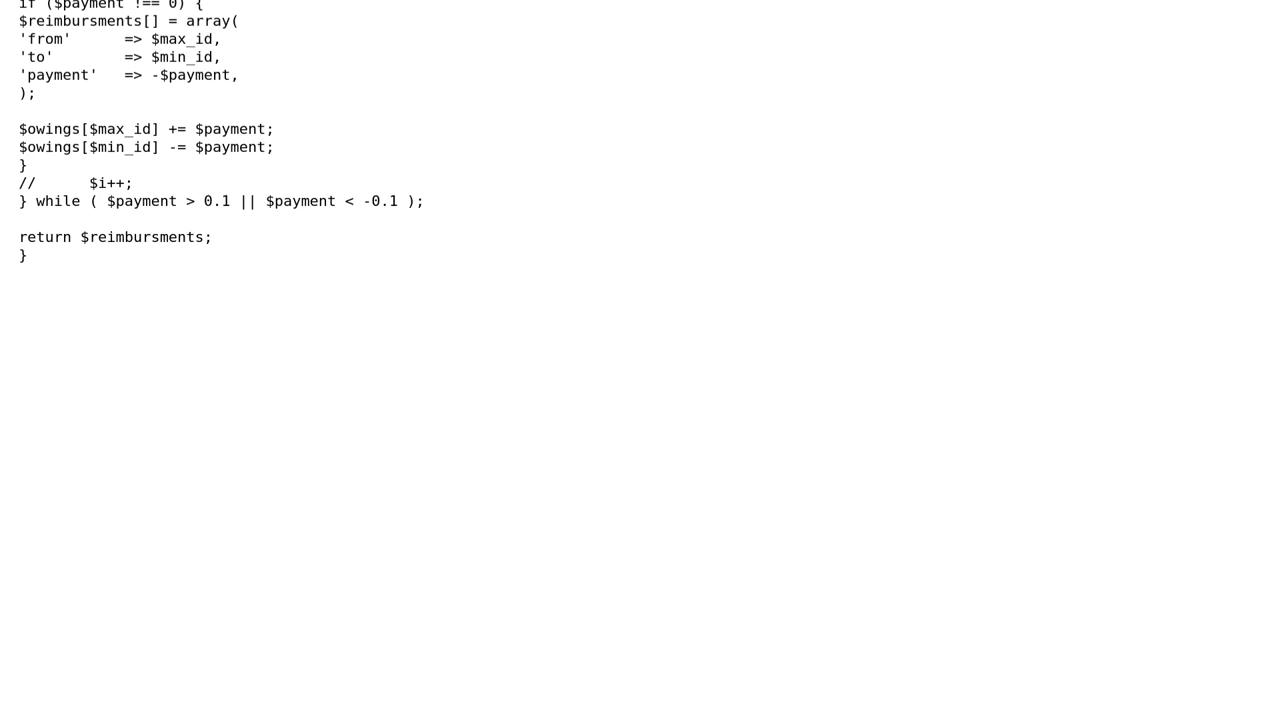 if ($payment !== 0) {
$reimbursments[] = array(
'from'      => $max_id,
'to'        => $min_id,
'payment'   => -$payment,
);

$owings[$max_id] += $payment;
$owings[$min_id] -= $payment;
}
//      $i++;
} while ( $payment > 0.1 || $payment < -0.1 );

return $reimbursments;
}